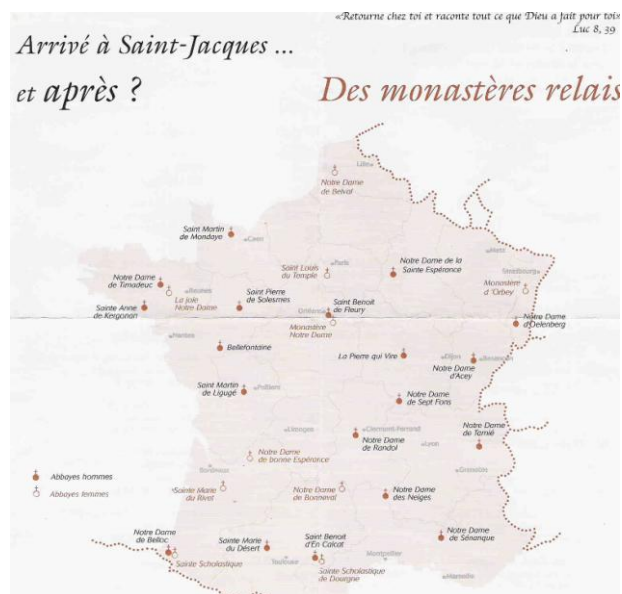 «Retourne chez toi et raconte tout ce que Dieu a fait pour toi»
Luc 8, 39
Arrivé à Saint-Jacques ...
et après ?
Des monastères relais
Lille
Notre Dame
de Belval
Saint Martin
de Mondaye
Caen
Saint Louis
du Temple
Paris
Notre Dame de la
Sainte Espérance
Metz
Strasbourg
Monastère
d'Orbey
Notre Dame
de Timadeuc
Rennes
La joie
Notre Dame
Sainte Anne
de Kergonan
Saint Pierre
de Solesmes
Orléans
Saint Benoit
de Fleury
Monastère
Notre Dame
Notre Dame
d'Oelenberg
Nantes
Bellefontaine
La Pierre qui Vire
Dijon
Besancon
Notre Dame
d'Acey
Saint Martin
de Ligugé
Poitiers
Notre Dame
de Sept Fons
Limoges
Clermont-Ferrand
Notre Dame
de Randol
Lyon
Notre Dame
de Tamié
Bordeaux
Notre Dame
de bonne Espérance
Grenoble
Abbayes hommes
Abbayes femmes
Sainte Marie
du Rivet
Notre Dame
de Bonneval
Notre Dame
des Neiges
Notre Dame
de Belloc
Sainte Scholastique
Sainte Marie
du Désert
Toulouse
Saint Benoit
d'En Calcat
Sainte Scholastique
de Dourgne
Montpellier
Notre Dame
de Sénanque
Marseille